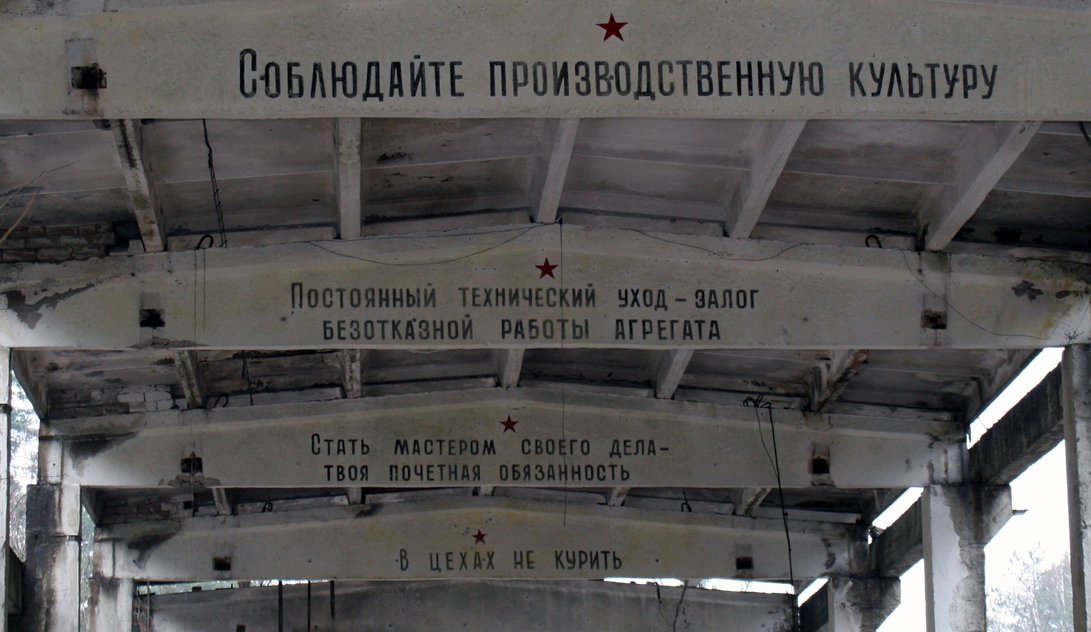 Соблюдайте производственную культуру
Постоянный технический уход – залог
безотказной работы агрегата
Стать мастером своего дела –
твоя почетная обязанность
В цехах не курить